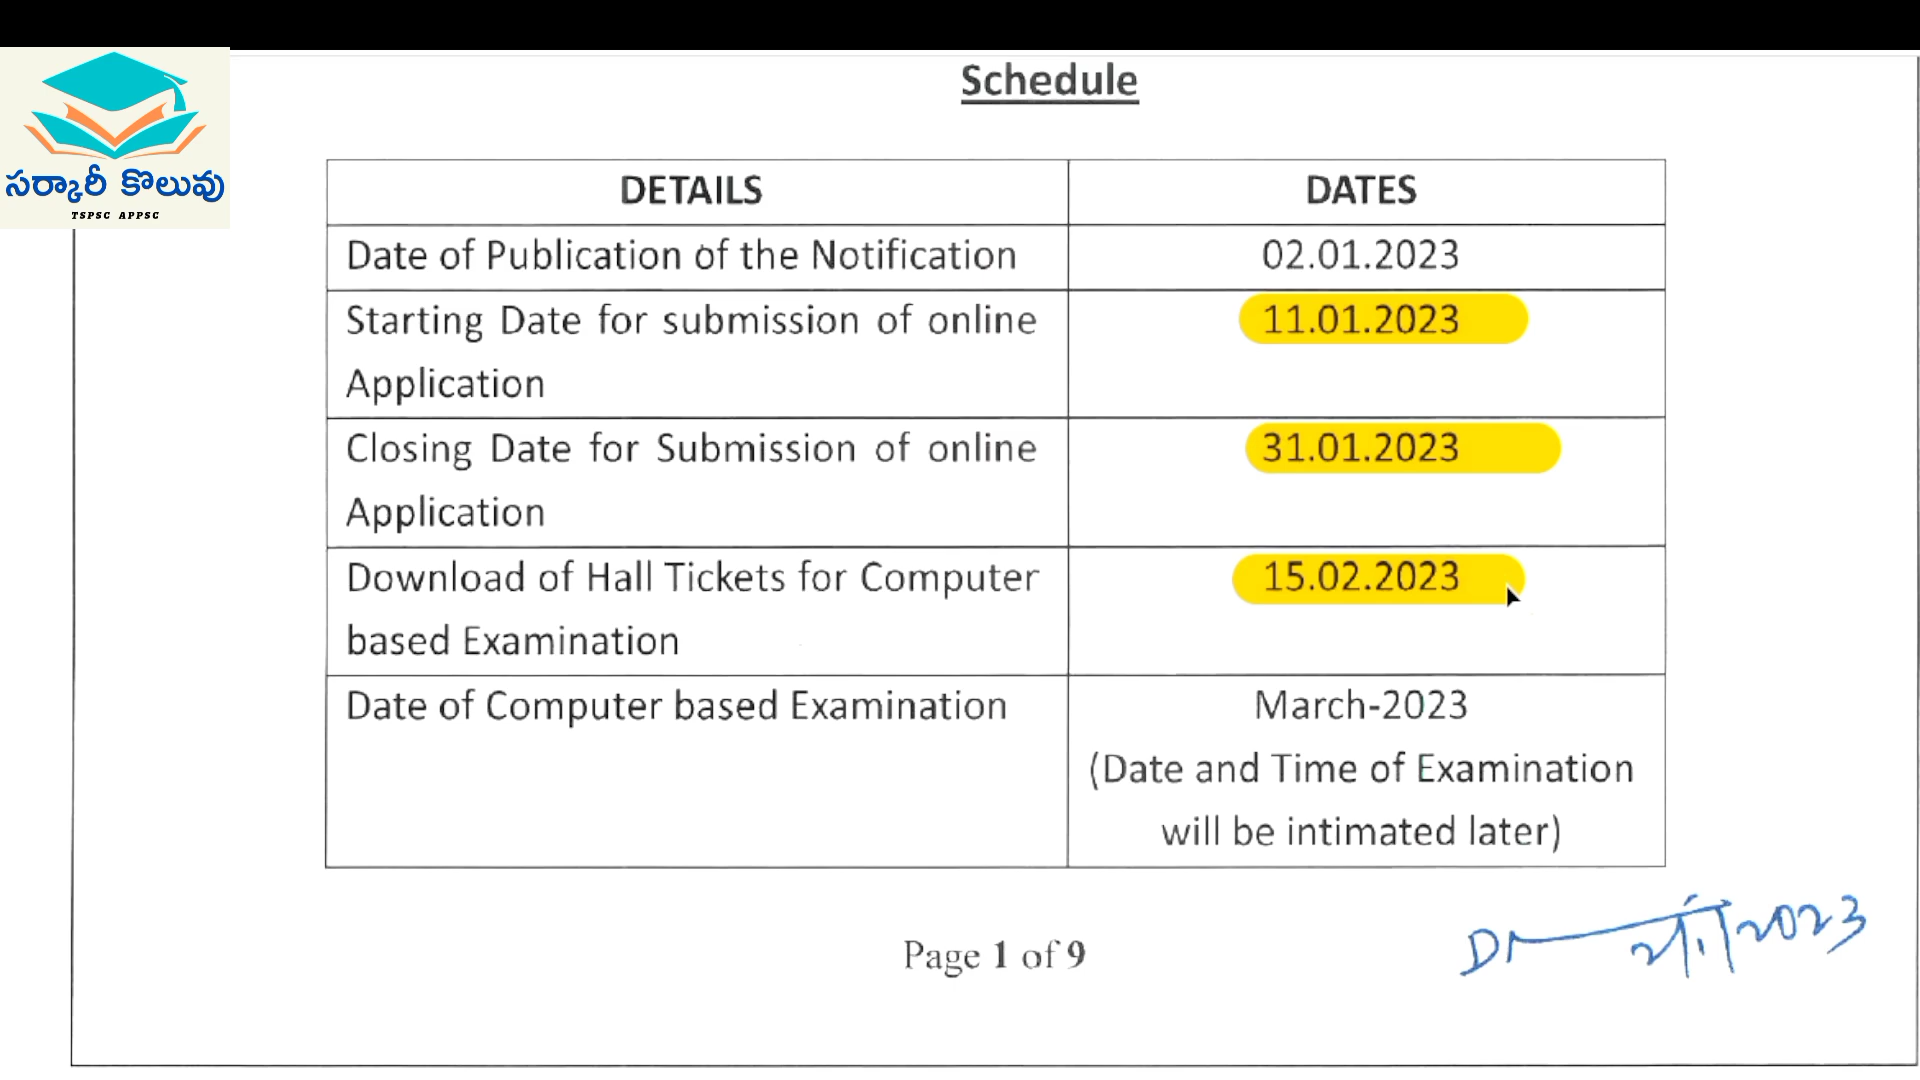 Schedule
సర్కారీ కొలువు
TSPSC APPSC
DETAILS
DATES
Date of Publication of the Notification
02.01.2023
Starting Date for submission of online
Application
11.01.2023
Closing Date for Submission of online
Application
31.01.2023
Download of Hall Tickets for Computer
based Examination
15.02.2023
Date of Computer based Examination
March-2023
(Date and Time of Examination
will be intimated later)
Page 1 of 9
2/1/2023